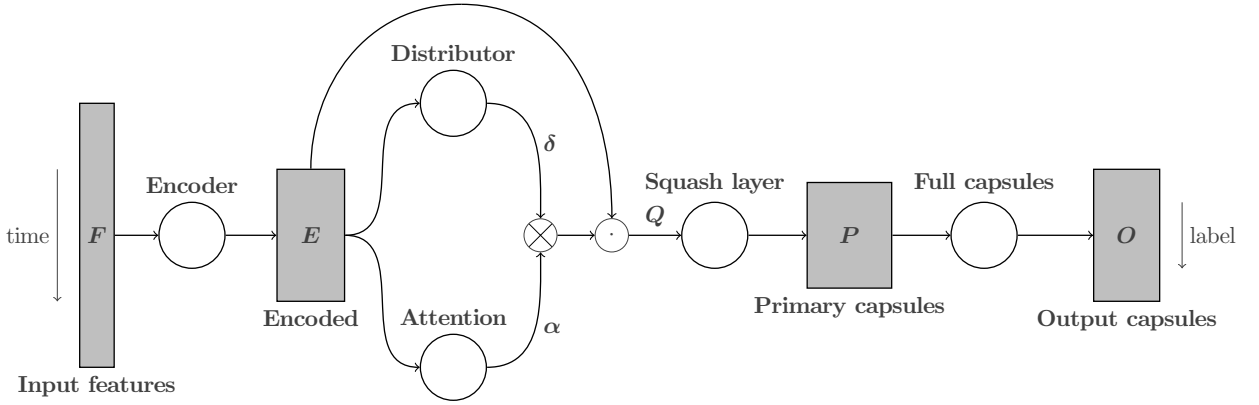 Distributor
δ
Encoder
Squash layer
Full capsules
time
F
E
Q
P
O
label
Encoded
Attention
α
Primary capsules
Output capsules
Input features